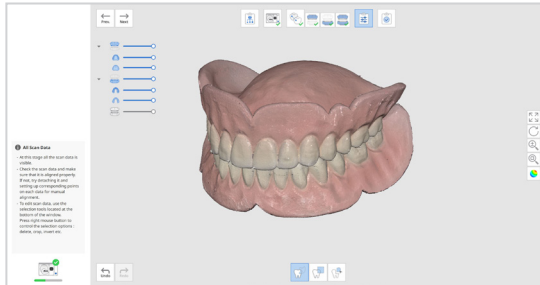 Prev.
Next
All Scan Data
- At this stage all the scan data is
visible.
- Check the scan data and make
sure that it is aligned properly.
If not, try detaching it and
setting up corresponding points
on each data for manual
alignment.
- To edit scan data, use the
selection tools located at the
bottom of the window.
Press right mouse button to
control the selection options :
delete, crop, invert etc.
Undo
Redo